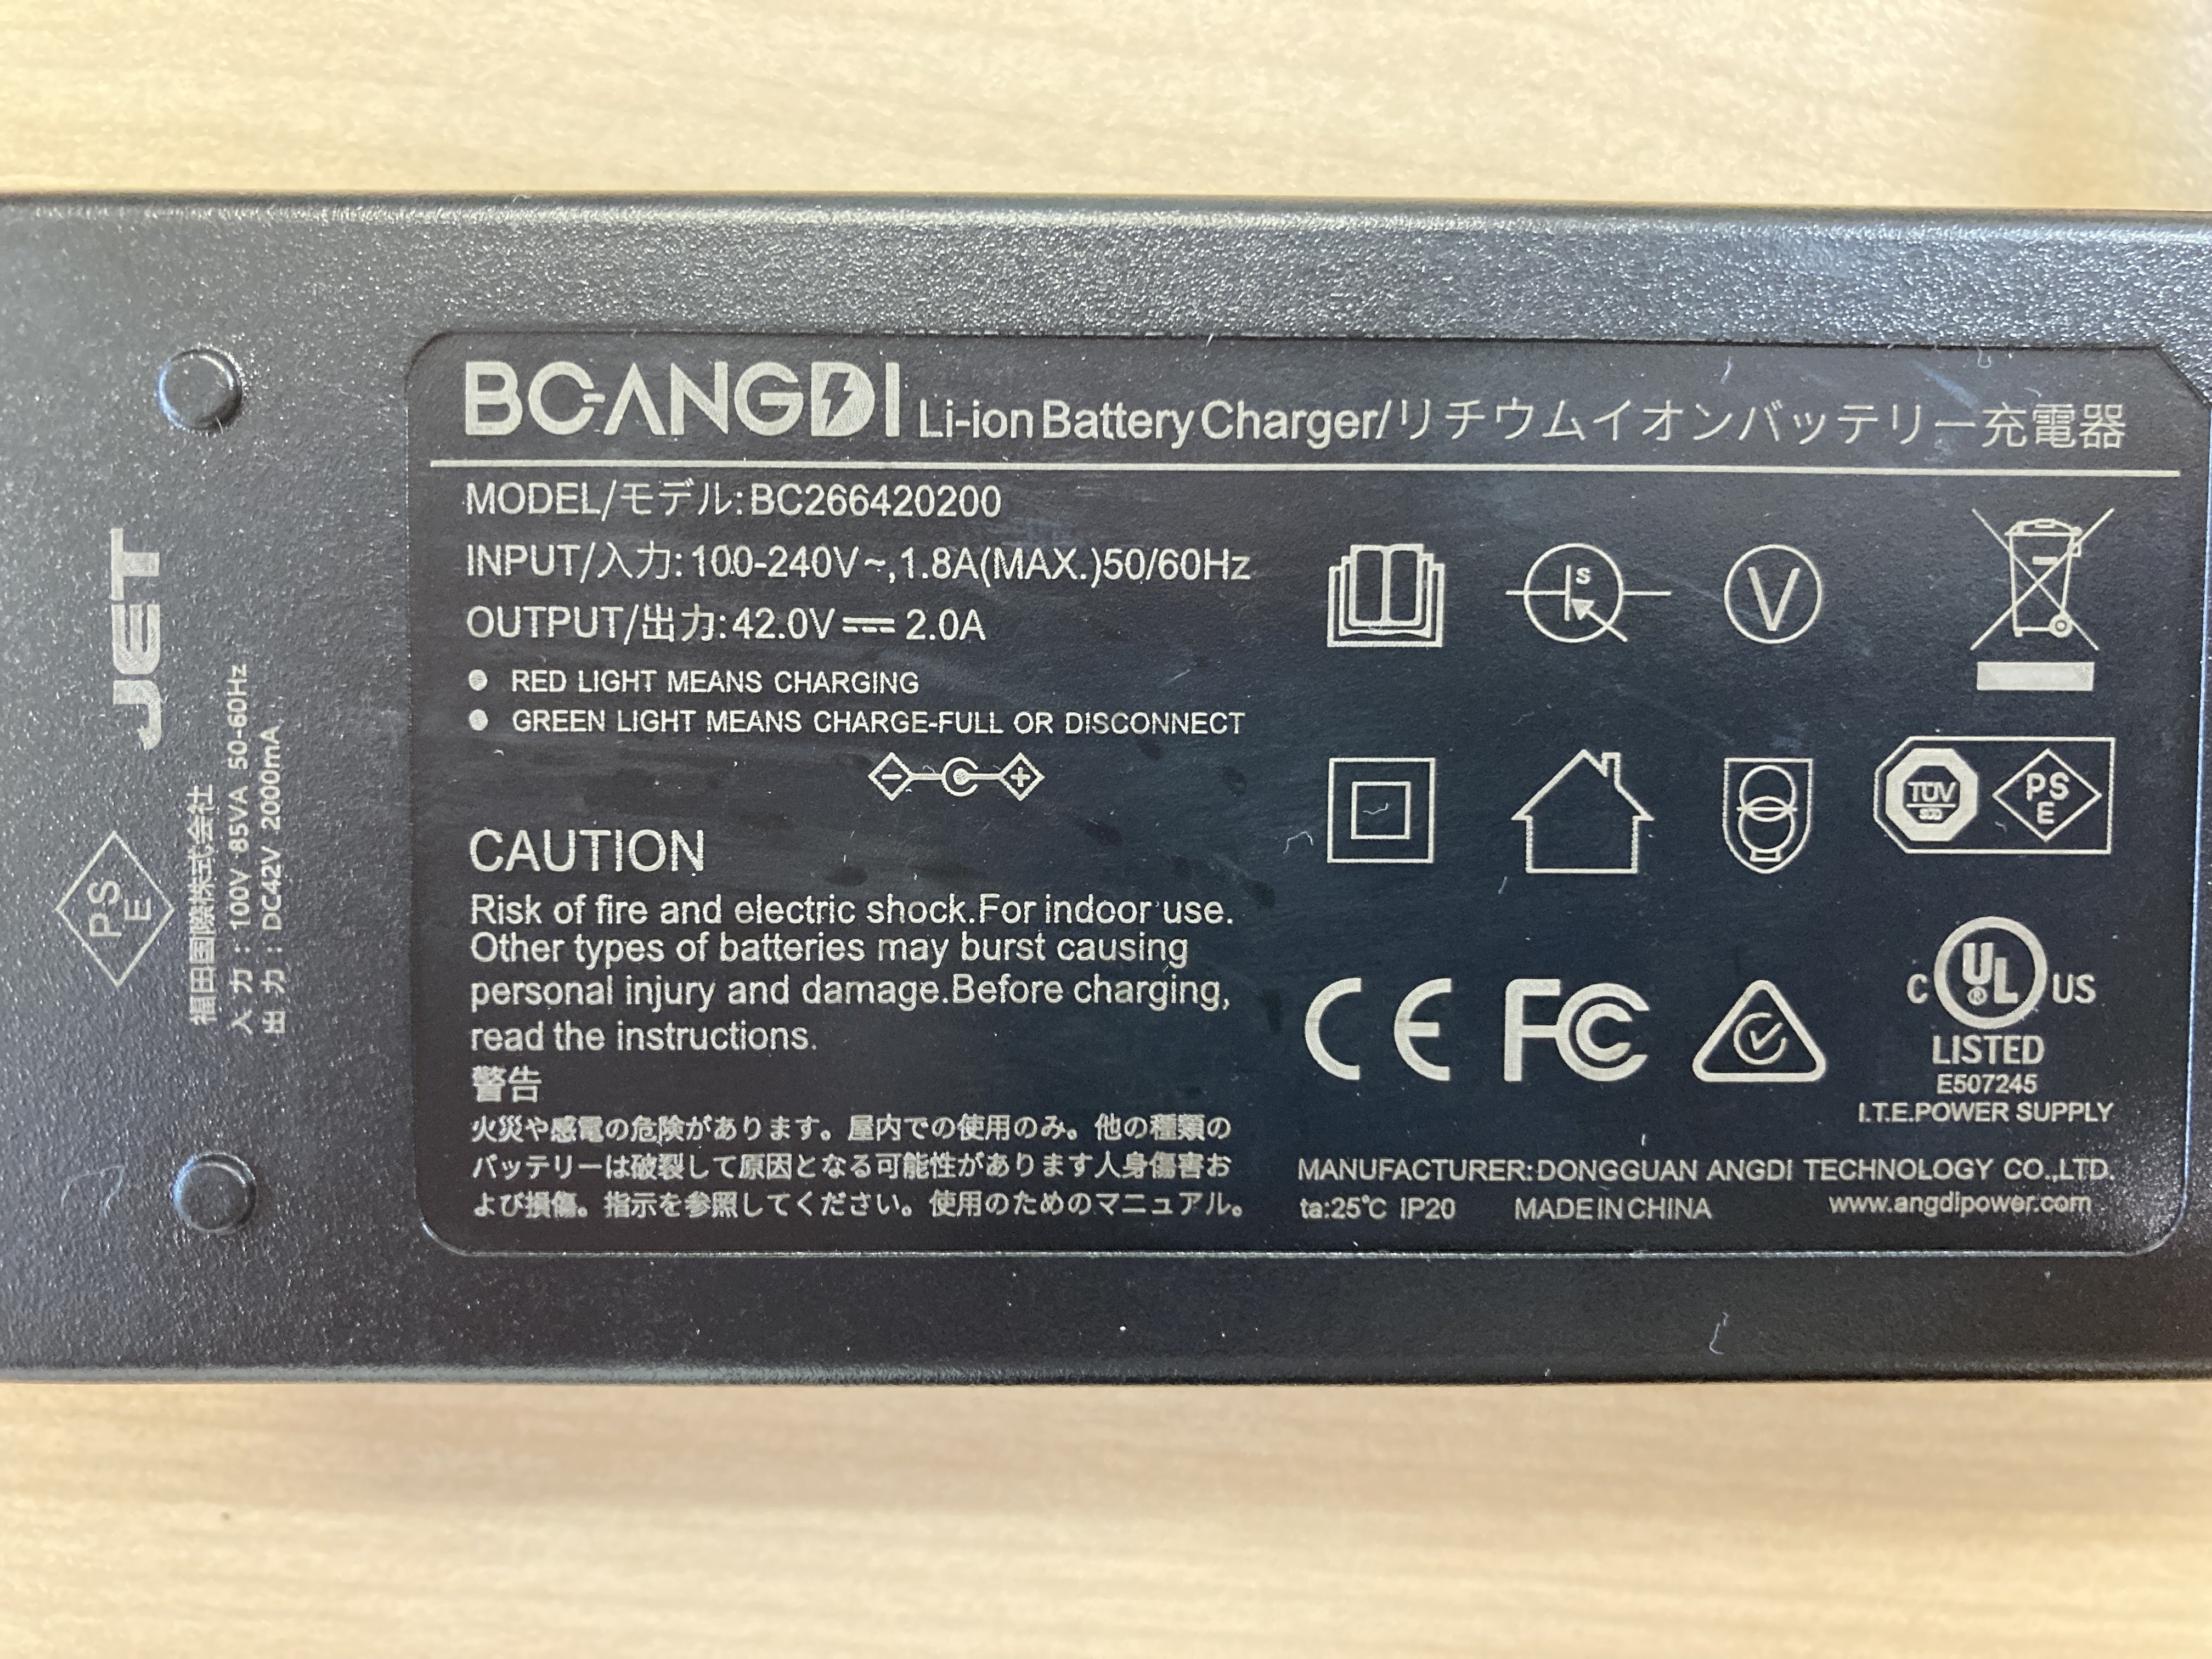 BCANGDI Li-ion Battery Charger/リチウムイオンバッテリー充電器
MODEL/モデル:BC266420200
INPUT/入力:100-240V~,1.8A(MAX.)50/60Hz
OUTPUT/出力:42.0V⎓2.0A
● RED LIGHT MEANS CHARGING
● GREEN LIGHT MEANS CHARGE-FULL OR DISCONNECT
- +
CAUTION
Risk of fire and electric shock.For indoor use.
Other types of batteries may burst causing
personal injury and damage.Before charging,
read the instructions.
警告
火災や感電の危険があります。屋内での使用のみ。他の種類の
バッテリーは破裂して原因となる可能性があります人身傷害お
よび損傷。指示を参照してください。使用のためのマニュアル。
S
V
TÜV
PS
E
CE FC
C UL® US
LISTED
E507245
I.T.E.POWER SUPPLY
MANUFACTURER:DONGGUAN ANGDI TECHNOLOGY CO.,LTD.
ta:25℃ IP20 MADE IN CHINA www.angdipower.com
PS
E
JET
福田国際株式会社
入力:100V 85VA 50-60Hz
出力:DC42V 2000mA